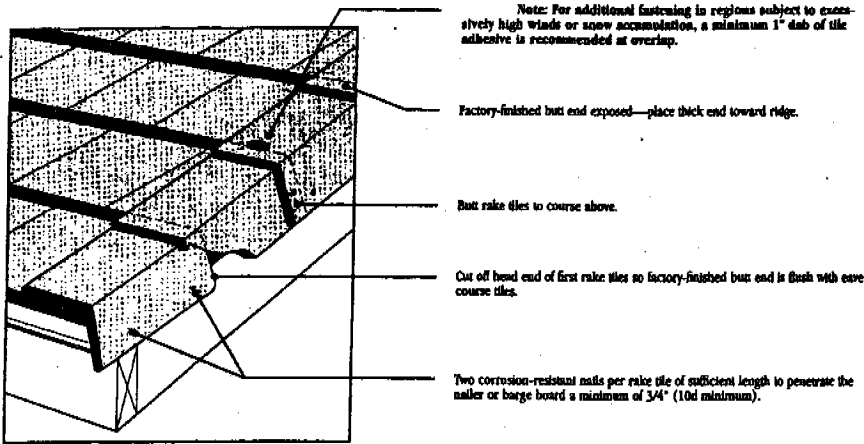 Note: For additional fastening in regions subject to exces-
sively high winds or snow accumulation, a minimum 1" dab of tile
adhesive is recommended at overlap.
Factory-finished butt end exposed—place thick end toward ridge.
Butt rake tiles to course above.
Cut off head end of first rake tiles so factory-finished butt end is flush with eave
course tiles.
Two corrosion-resistant nails per rake tile of sufficient length to penetrate the
nailer or barge board a minimum of 3/4" (10d minimum).